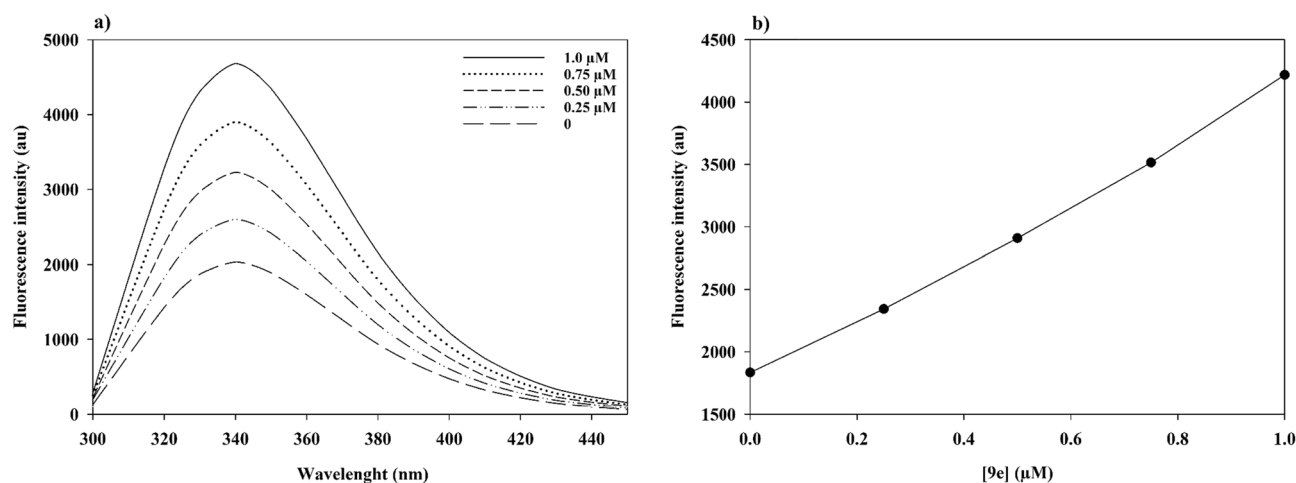 a)
Fluorescence intensity (au)
5000
4000
3000
2000
1000
0
300 320 340 360 380 400 420 440
Wavelenght (nm)
1.0 µM
0.75 µM
0.50 µM
0.25 µM
0
b)
Fluorescence intensity (au)
4500
4000
3500
3000
2500
2000
1500
0.0 0.2 0.4 0.6 0.8 1.0
[9e] (µM)